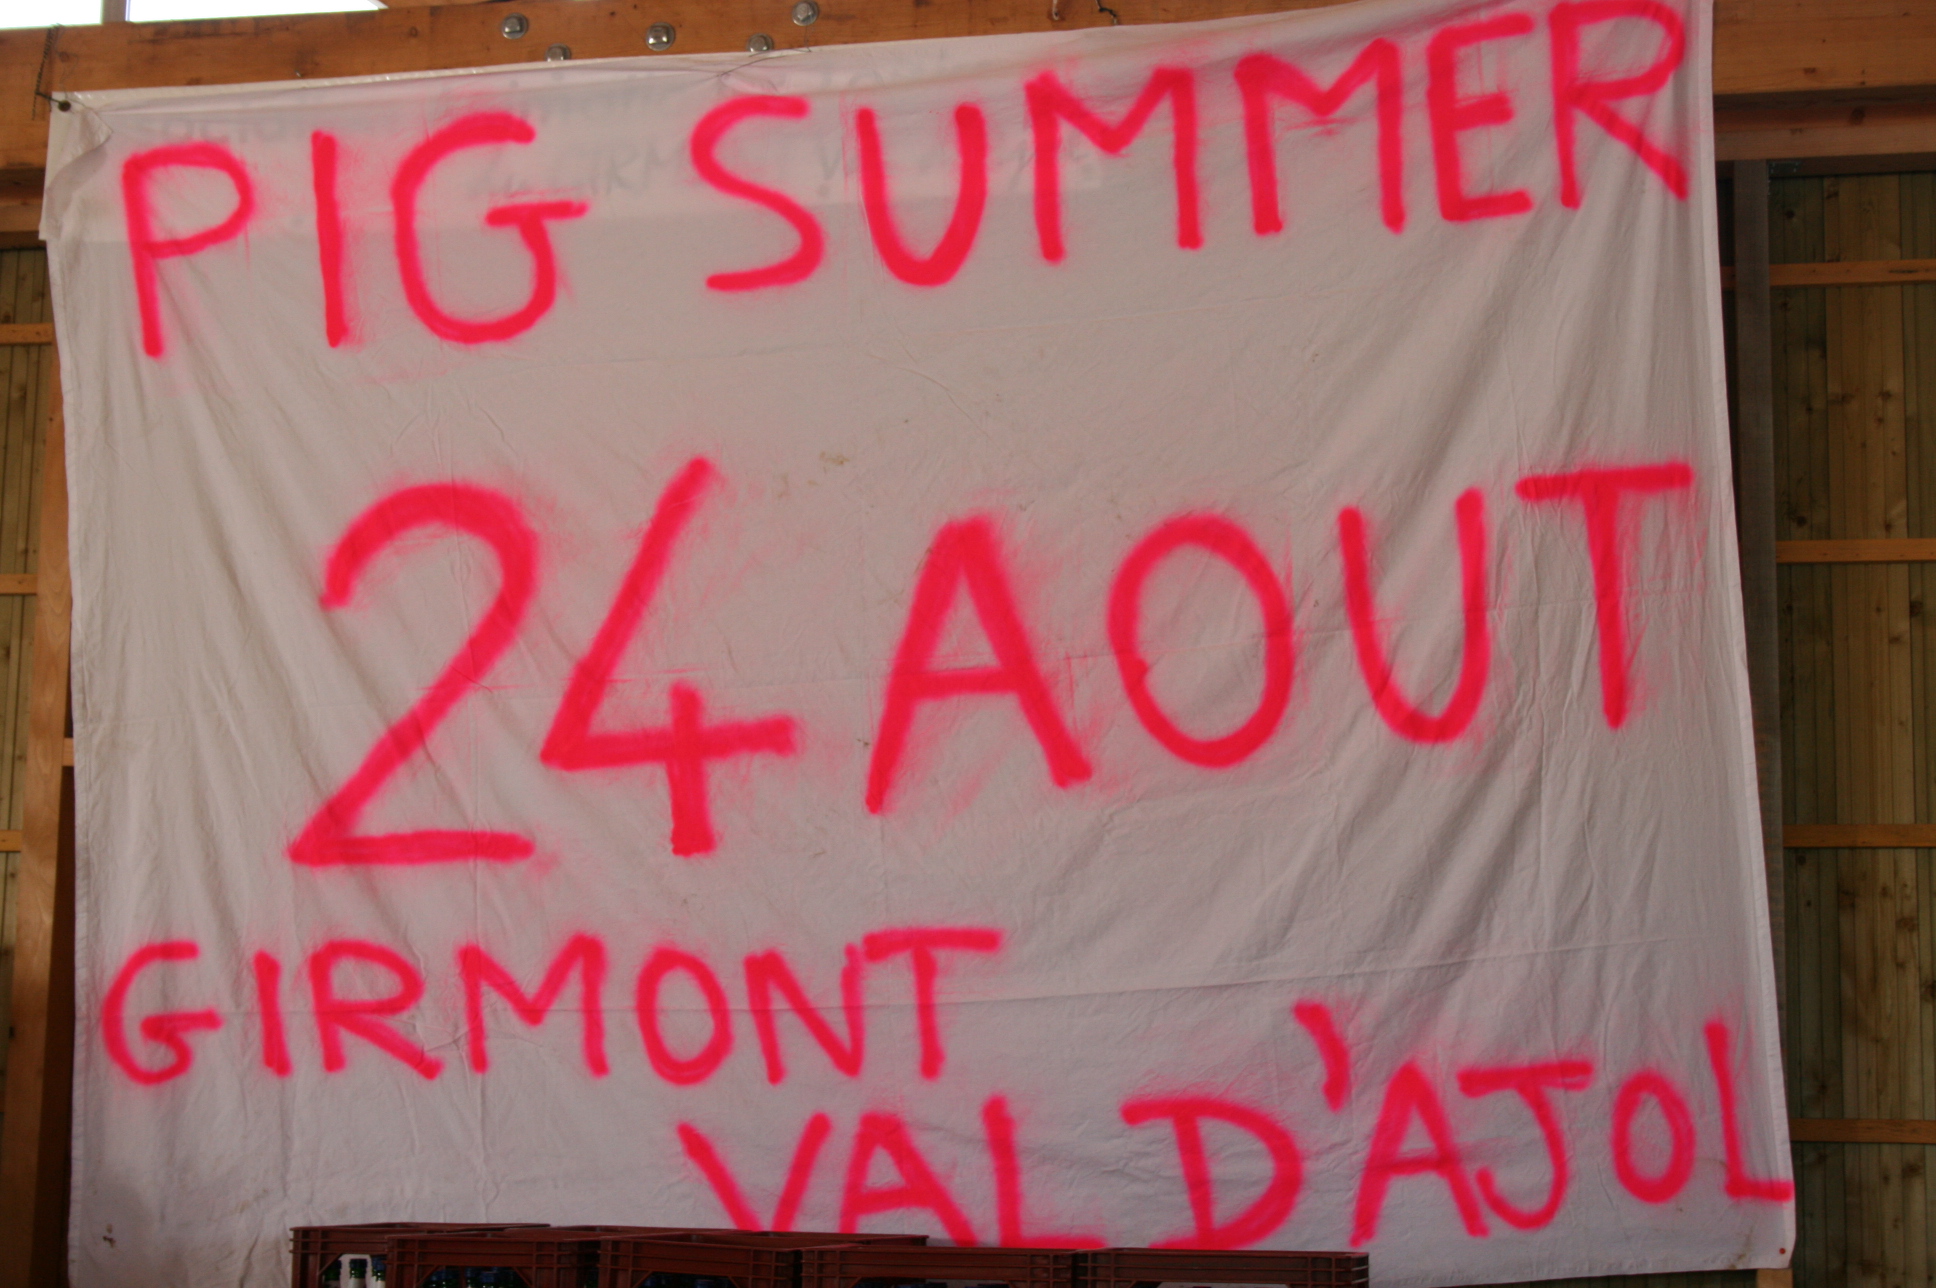 PIG SUMMER
24 AOUT
GIRMONT
VAL D'AJOL